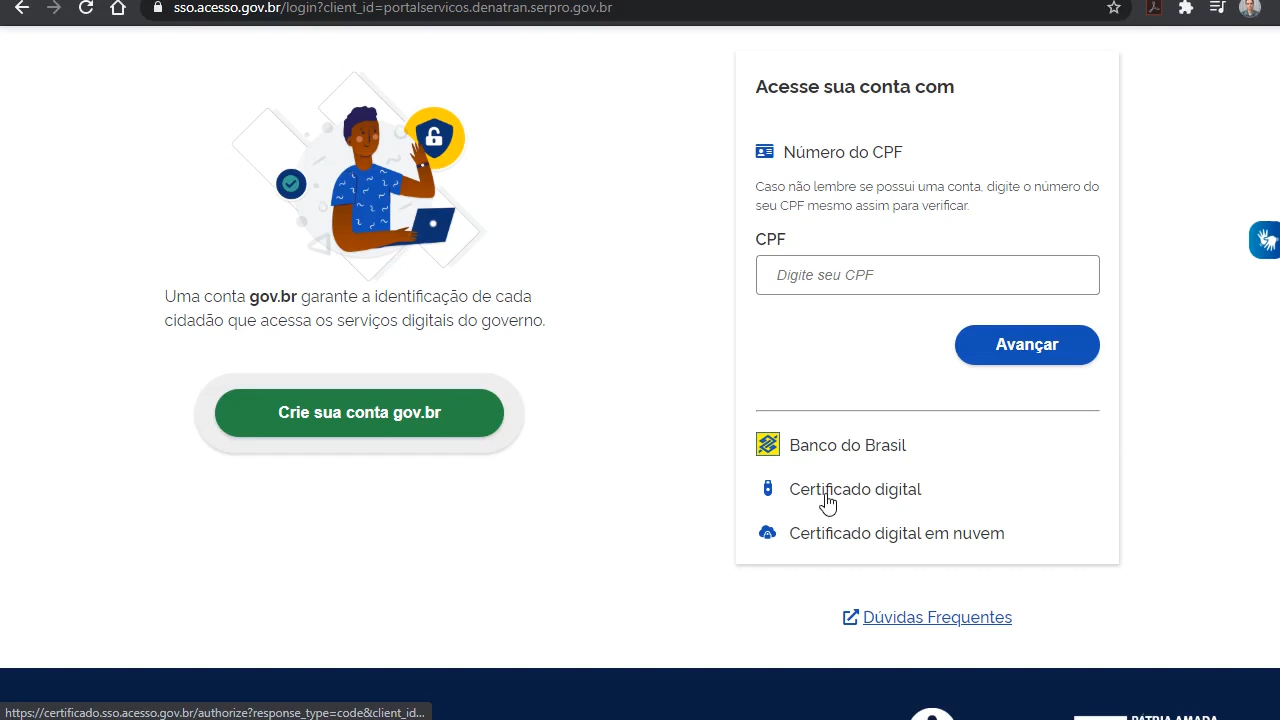 sso.acesso.gov.br/login?client_id=portalservicos.denatran.serpro.gov.br
Uma conta gov.br garante a identificação de cada
cidadão que acessa os serviços digitais do governo.
Crie sua conta gov.br
Acesse sua conta com
Número do CPF
Caso não lembre se possui uma conta, digite o número do
seu CPF mesmo assim para verificar.
CPF
Digite seu CPF
Avançar
Banco do Brasil
Certificado digital
Certificado digital em nuvem
Dúvidas Frequentes
https://certificado.sso.acesso.gov.br/authorize?response_type=code&client_id...
PÁTRIA AMADA